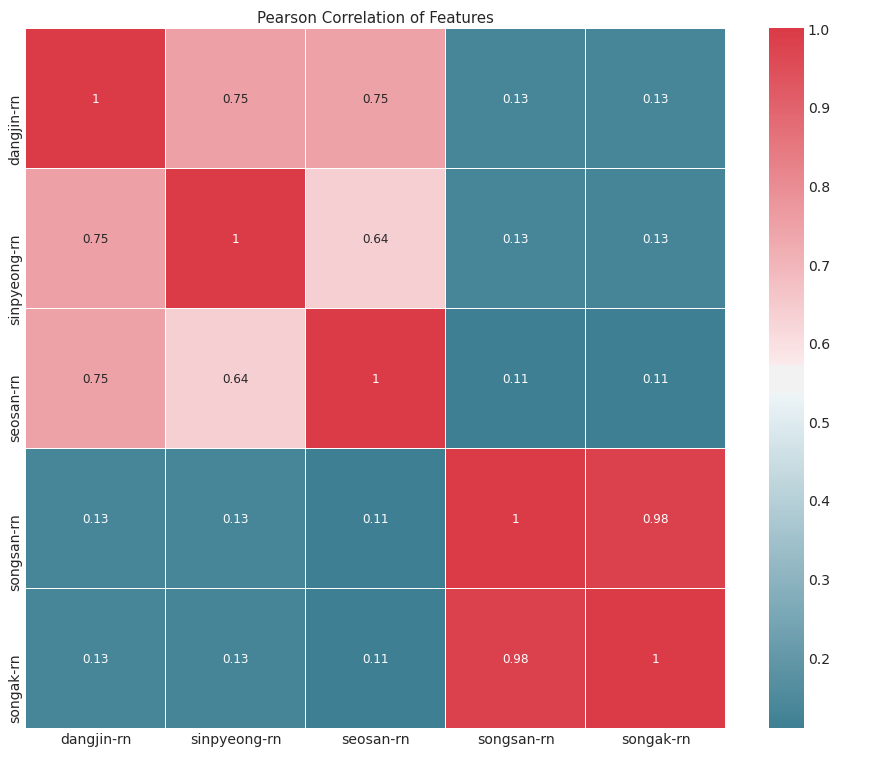 Pearson Correlation of Features
dangjin-rn 1 0.75 0.75 0.13 0.13
sinpyeong-rn 0.75 1 0.64 0.13 0.13
seosan-rn 0.75 0.64 1 0.11 0.11
songsan-rn 0.13 0.13 0.11 1 0.98
songak-rn 0.13 0.13 0.11 0.98 1
dangjin-rn sinpyeong-rn seosan-rn songsan-rn songak-rn
1.0
0.9
0.8
0.7
0.6
0.5
0.4
0.3
0.2